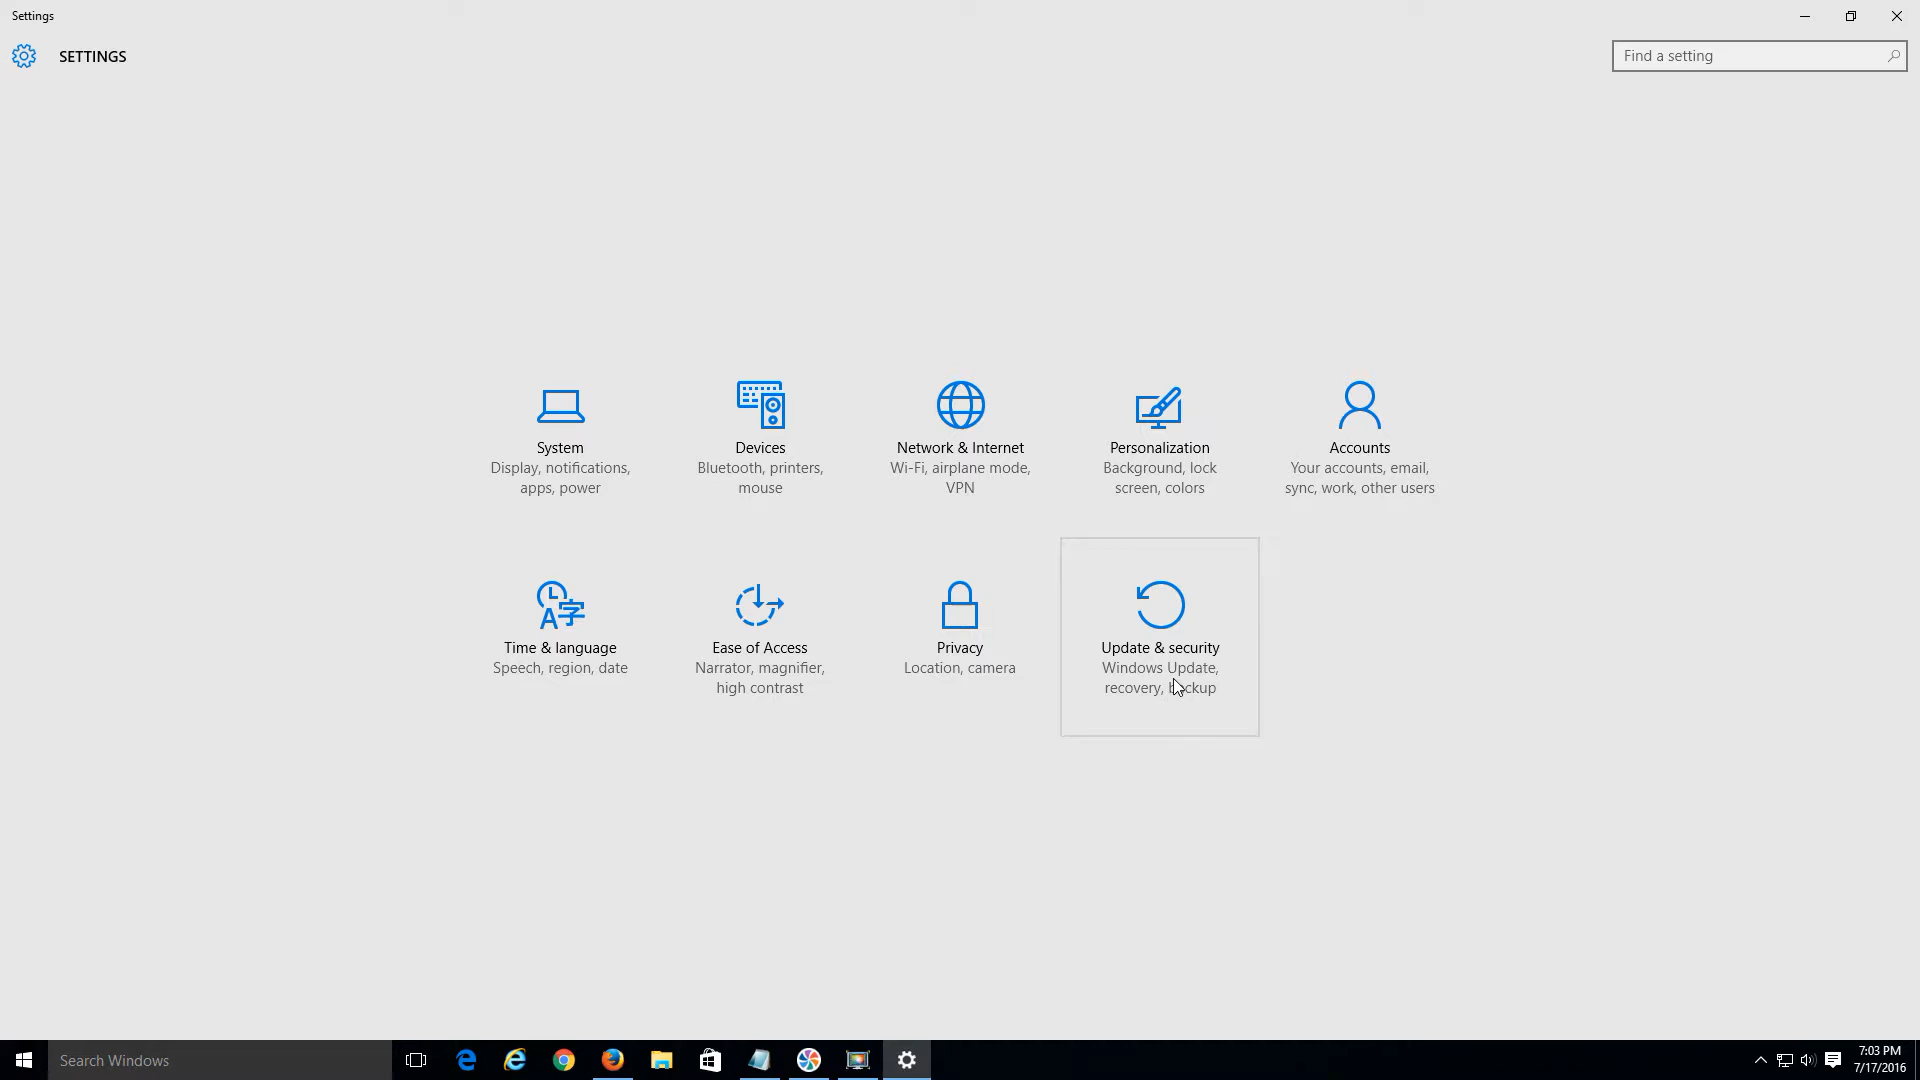 Settings
SETTINGS
Find a setting
System
Display, notifications,
apps, power
Devices
Bluetooth, printers,
mouse
Network & Internet
Wi-Fi, airplane mode,
VPN
Personalization
Background, lock
screen, colors
Accounts
Your accounts, email,
sync, work, other users
Time & language
Speech, region, date
Ease of Access
Narrator, magnifier,
high contrast
Privacy
Location, camera
Update & security
Windows Update,
recovery, backup
Search Windows
7:03 PM
7/17/2016